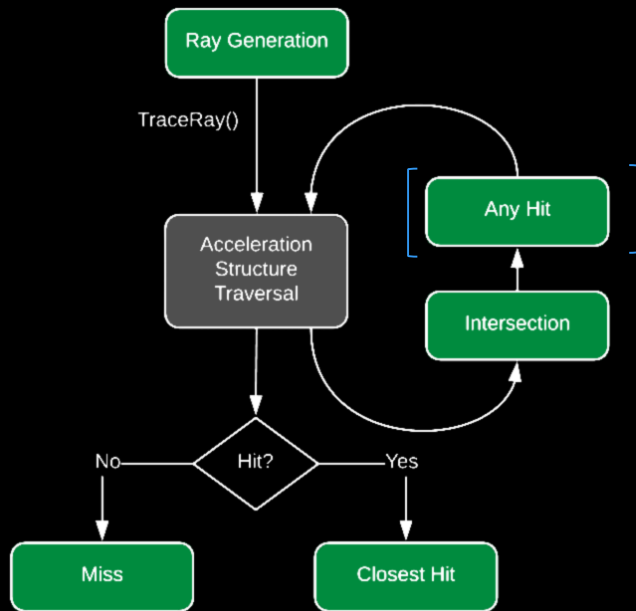 Ray Generation
TraceRay()
Any Hit
Acceleration
Structure
Traversal
Intersection
No
Hit?
Yes
Miss
Closest Hit